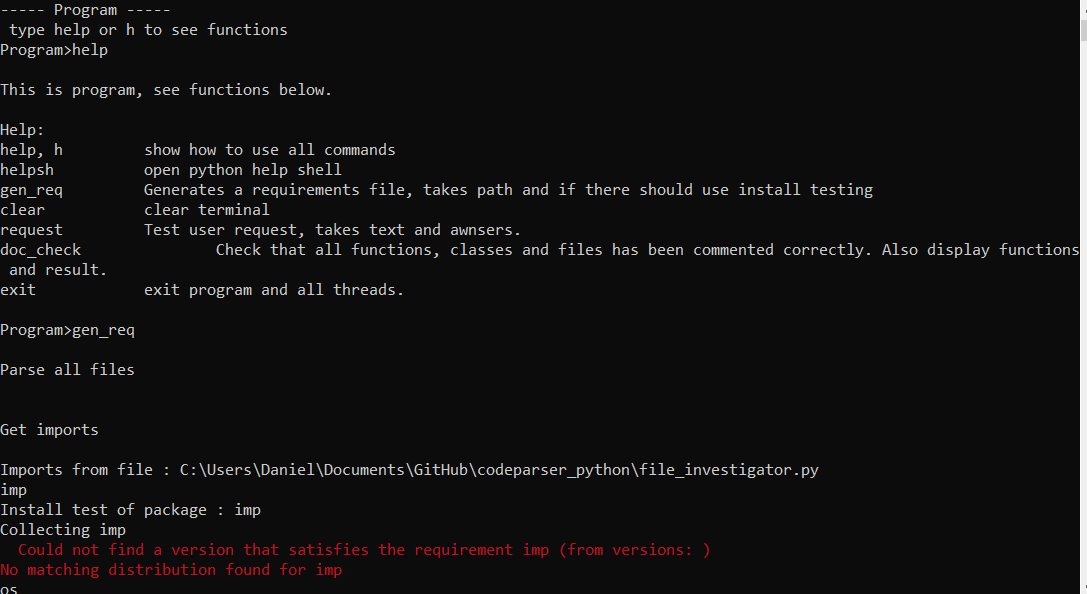 ----- Program -----
 type help or h to see functions
Program>help
This is program, see functions below.
Help:
help, h         show how to use all commands
helpsh          open python help shell
gen_req         Generates a requirements file, takes path and if there should use install testing
clear           clear terminal
request         Test user request, takes text and awnsers.
doc_check               Check that all functions, classes and files has been commented correctly. Also display functions
 and result.
exit            exit program and all threads.
Program>gen_req
Parse all files
Get imports
Imports from file : C:\Users\Daniel\Documents\GitHub\codeparser_python\file_investigator.py
imp
Install test of package : imp
Collecting imp
  Could not find a version that satisfies the requirement imp (from versions: )
No matching distribution found for imp
os